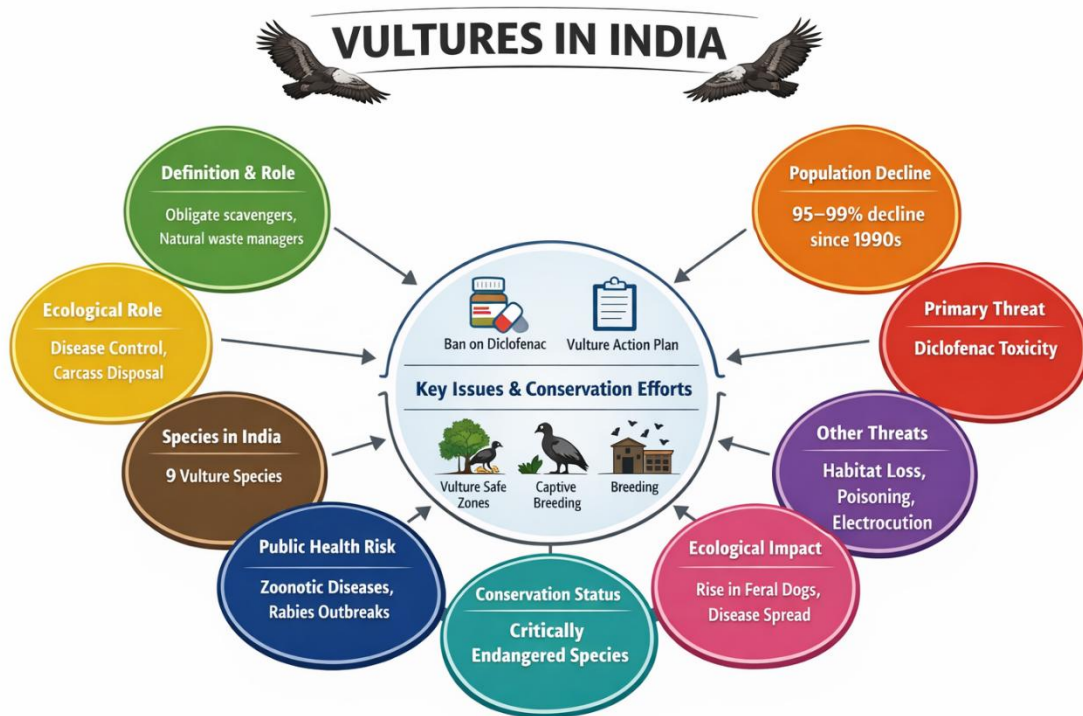 VULTURES IN INDIA
Definition & Role
Obligate scavengers,
Natural waste managers
Population Decline
95–99% decline
since 1990s
Ecological Role
Disease Control,
Carcass Disposal
Primary Threat
Diclofenac Toxicity
Ban on Diclofenac
Vulture Action Plan
Key Issues & Conservation Efforts
Vulture Safe
Zones
Captive
Breeding
Breeding
Species in India
9 Vulture Species
Other Threats
Habitat Loss,
Poisoning,
Electrocution
Public Health Risk
Zoonotic Diseases,
Rabies Outbreaks
Conservation Status
Critically
Endangered Species
Ecological Impact
Rise in Feral Dogs,
Disease Spread